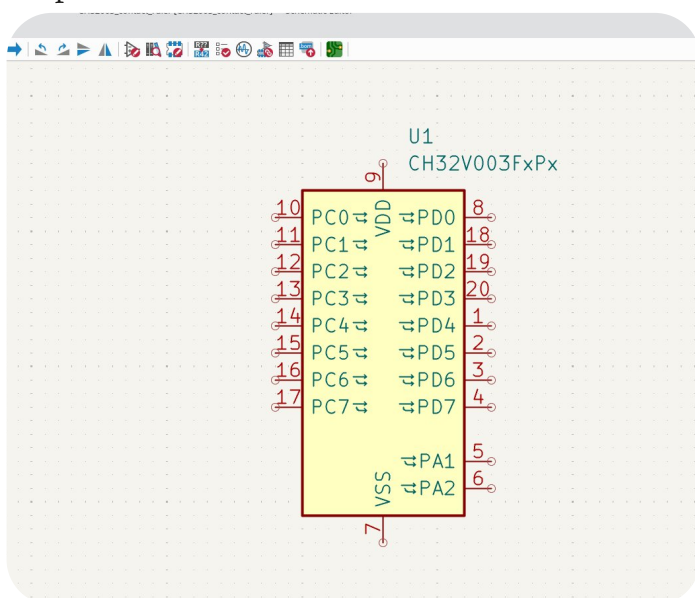 U1
CH32V003FxPx
9
VDD
10 PC0 PD0 8
11 PC1 PD1 18
12 PC2 PD2 19
13 PC3 PD3 20
14 PC4 PD4 1
15 PC5 PD5 2
16 PC6 PD6 3
17 PC7 PD7 4
PA1 5
PA2 6
VSS
7